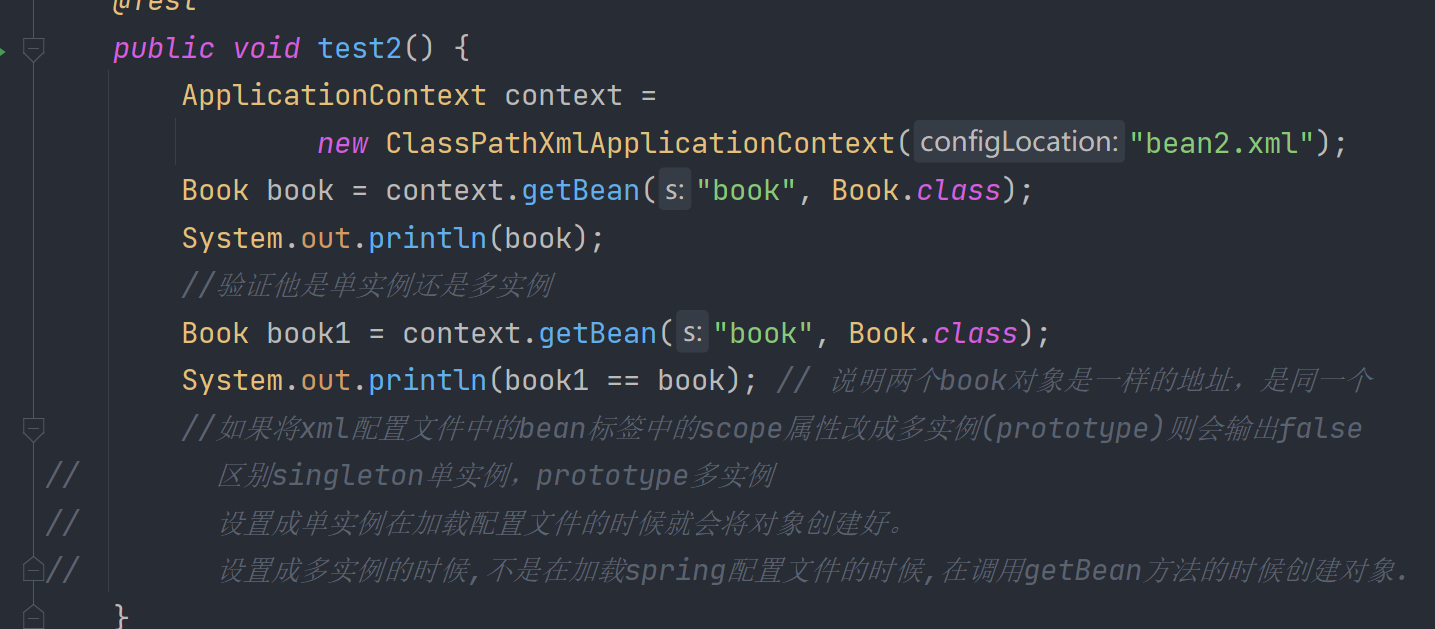 @Test
public void test2() {
ApplicationContext context =
new ClassPathXmlApplicationContext( configLocation: "bean2.xml");
Book book = context.getBean( s: "book", Book.class);
System.out.println(book);
//验证他是单实例还是多实例
Book book1 = context.getBean( s: "book", Book.class);
System.out.println(book1 == book); // 说明两个book对象是一样的地址，是同一个
//如果将xml配置文件中的bean标签中的scope属性改成多实例(prototype)则会输出false
// 区别singleton单实例，prototype多实例
// 设置成单实例在加载配置文件的时候就会将对象创建好。
// 设置成多实例的时候,不是在加载spring配置文件的时候,在调用getBean方法的时候创建对象.
}